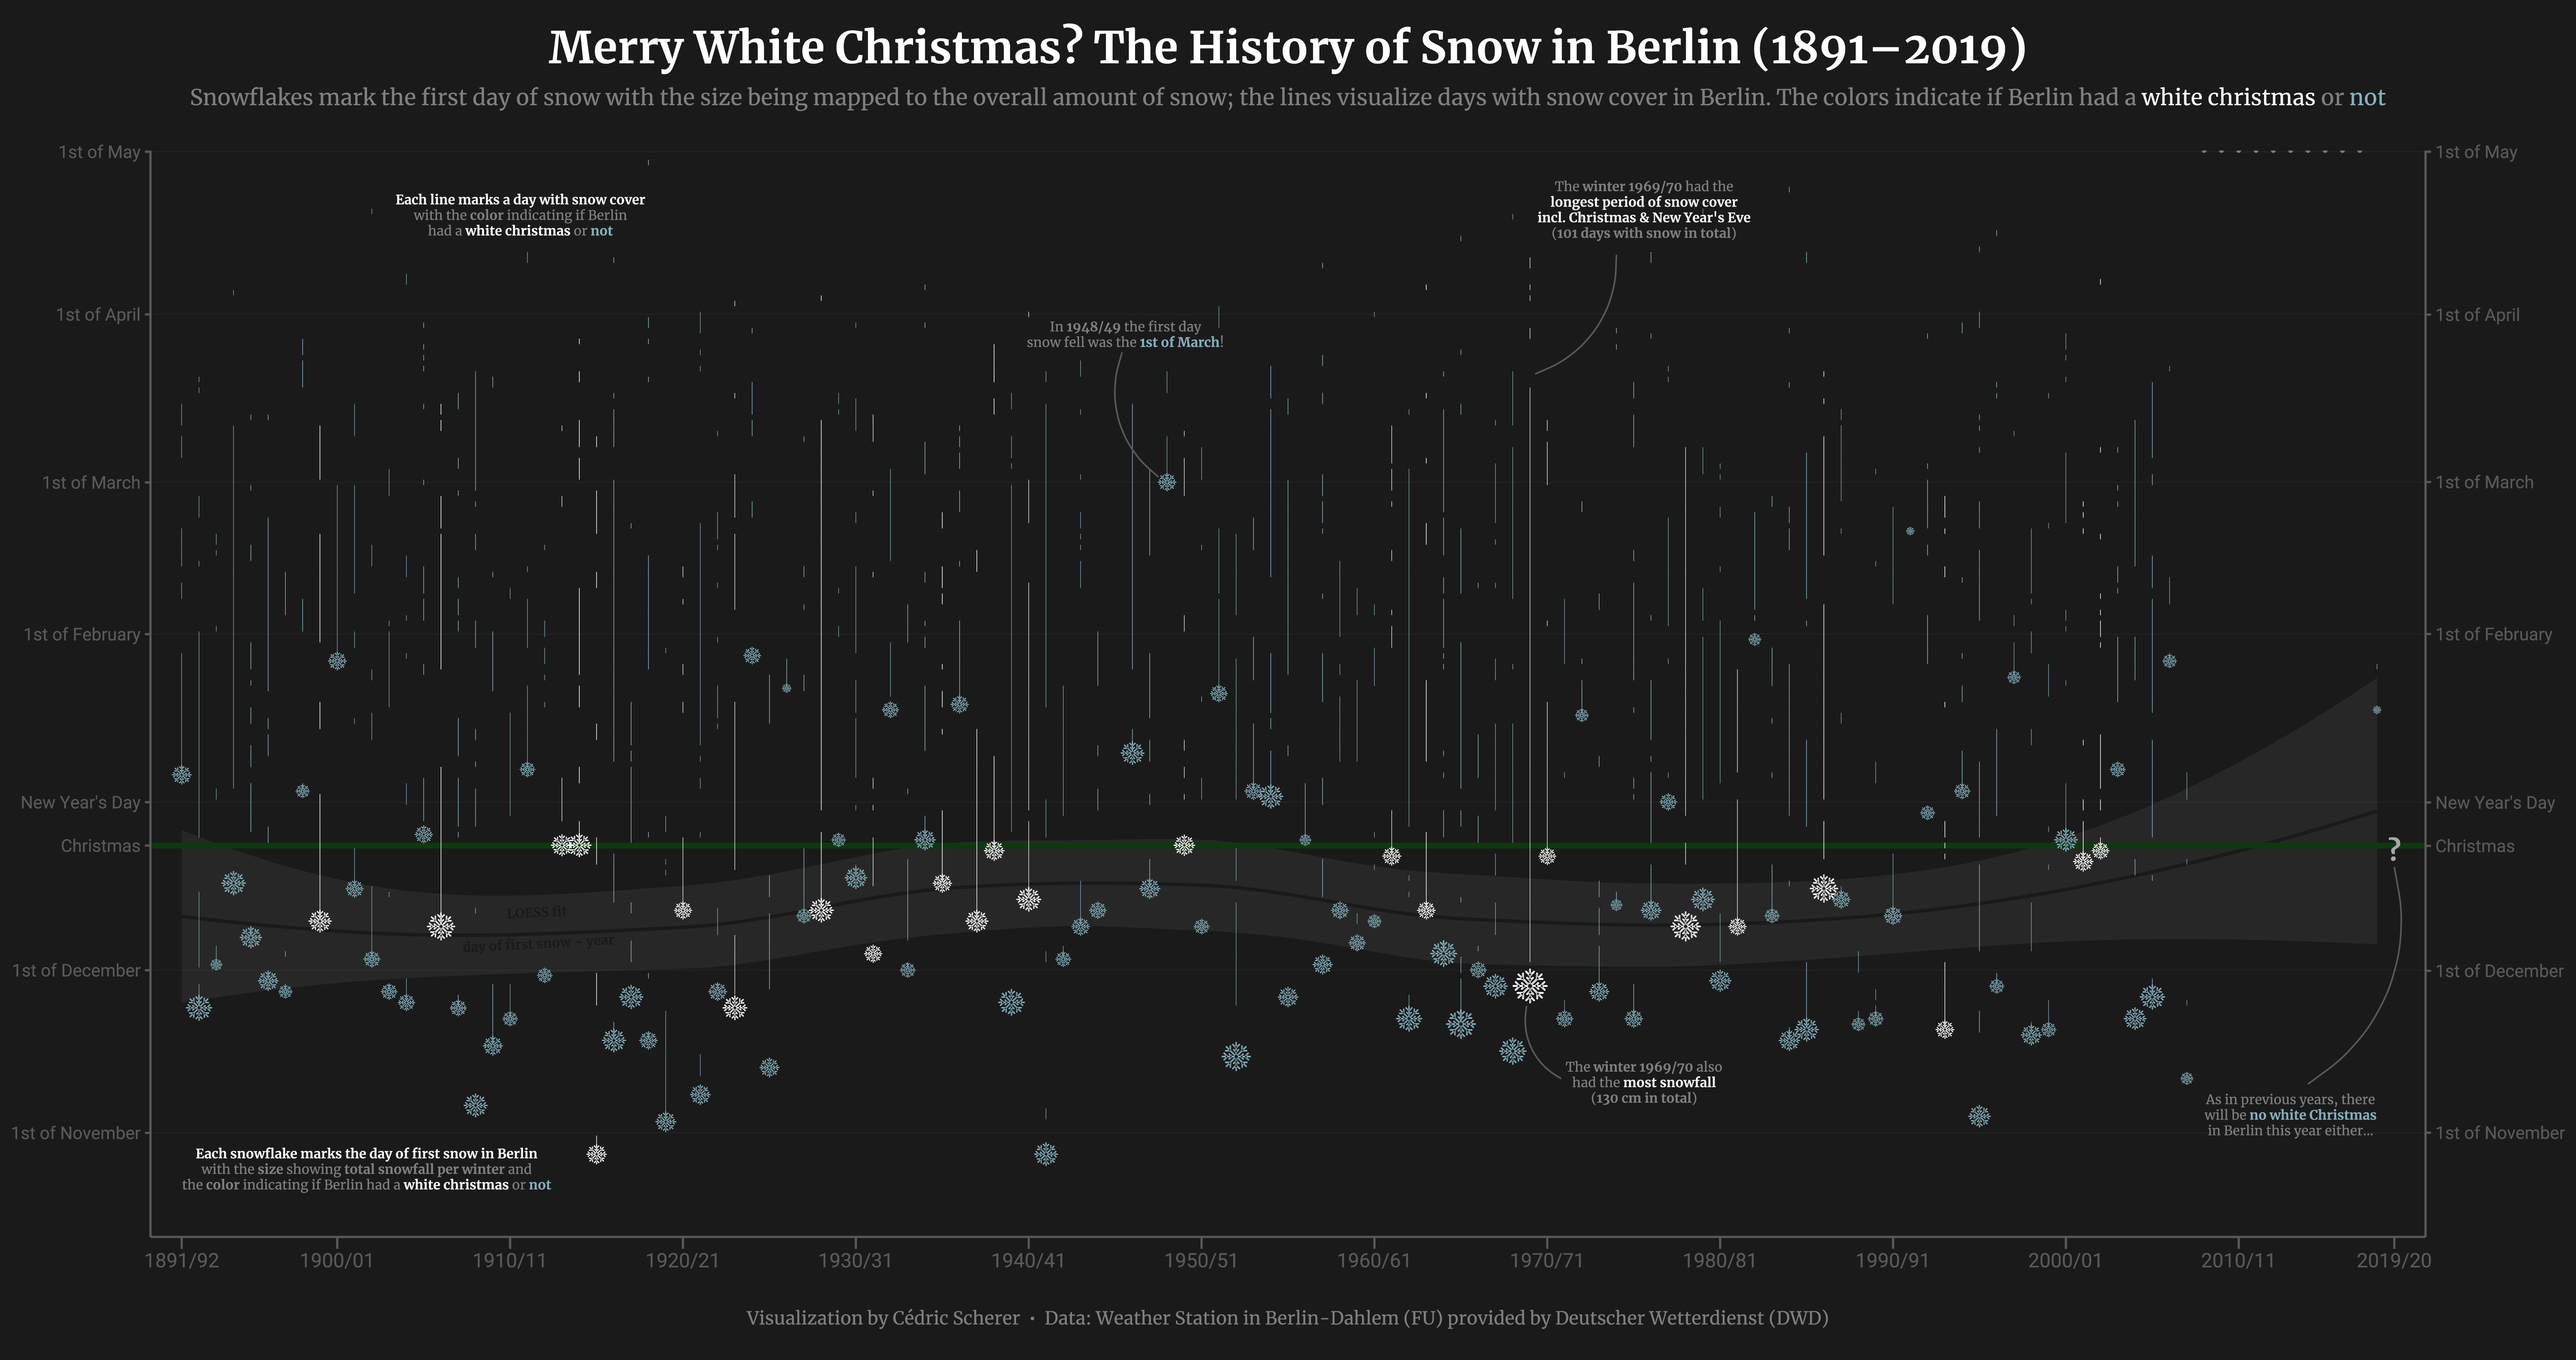 Merry White Christmas? The History of Snow in Berlin (1891–2019)
Snowflakes mark the first day of snow with the size being mapped to the overall amount of snow; the lines visualize days with snow cover in Berlin. The colors indicate if Berlin had a white christmas or not
1st of May
1st of May
Each line marks a day with snow cover
with the color indicating if Berlin
had a white christmas or not
The winter 1969/70 had the
longest period of snow cover
incl. Christmas & New Year's Eve
(101 days with snow in total)
1st of April
1st of April
In 1948/49 the first day
snow fell was the 1st of March!
1st of March
1st of March
1st of February
1st of February
New Year's Day
New Year's Day
Christmas
?
Christmas
LOESS fit
day of first snow ~ year
1st of December
1st of December
The winter 1969/70 also
had the most snowfall
(130 cm in total)
As in previous years, there
will be no white Christmas
in Berlin this year either...
1st of November
1st of November
Each snowflake marks the day of first snow in Berlin
with the size showing total snowfall per winter and
the color indicating if Berlin had a white christmas or not
1891/92 1900/01 1910/11 1920/21 1930/31 1940/41 1950/51 1960/61 1970/71 1980/81 1990/91 2000/01 2010/11 2019/20
Visualization by Cédric Scherer • Data: Weather Station in Berlin-Dahlem (FU) provided by Deutscher Wetterdienst (DWD)